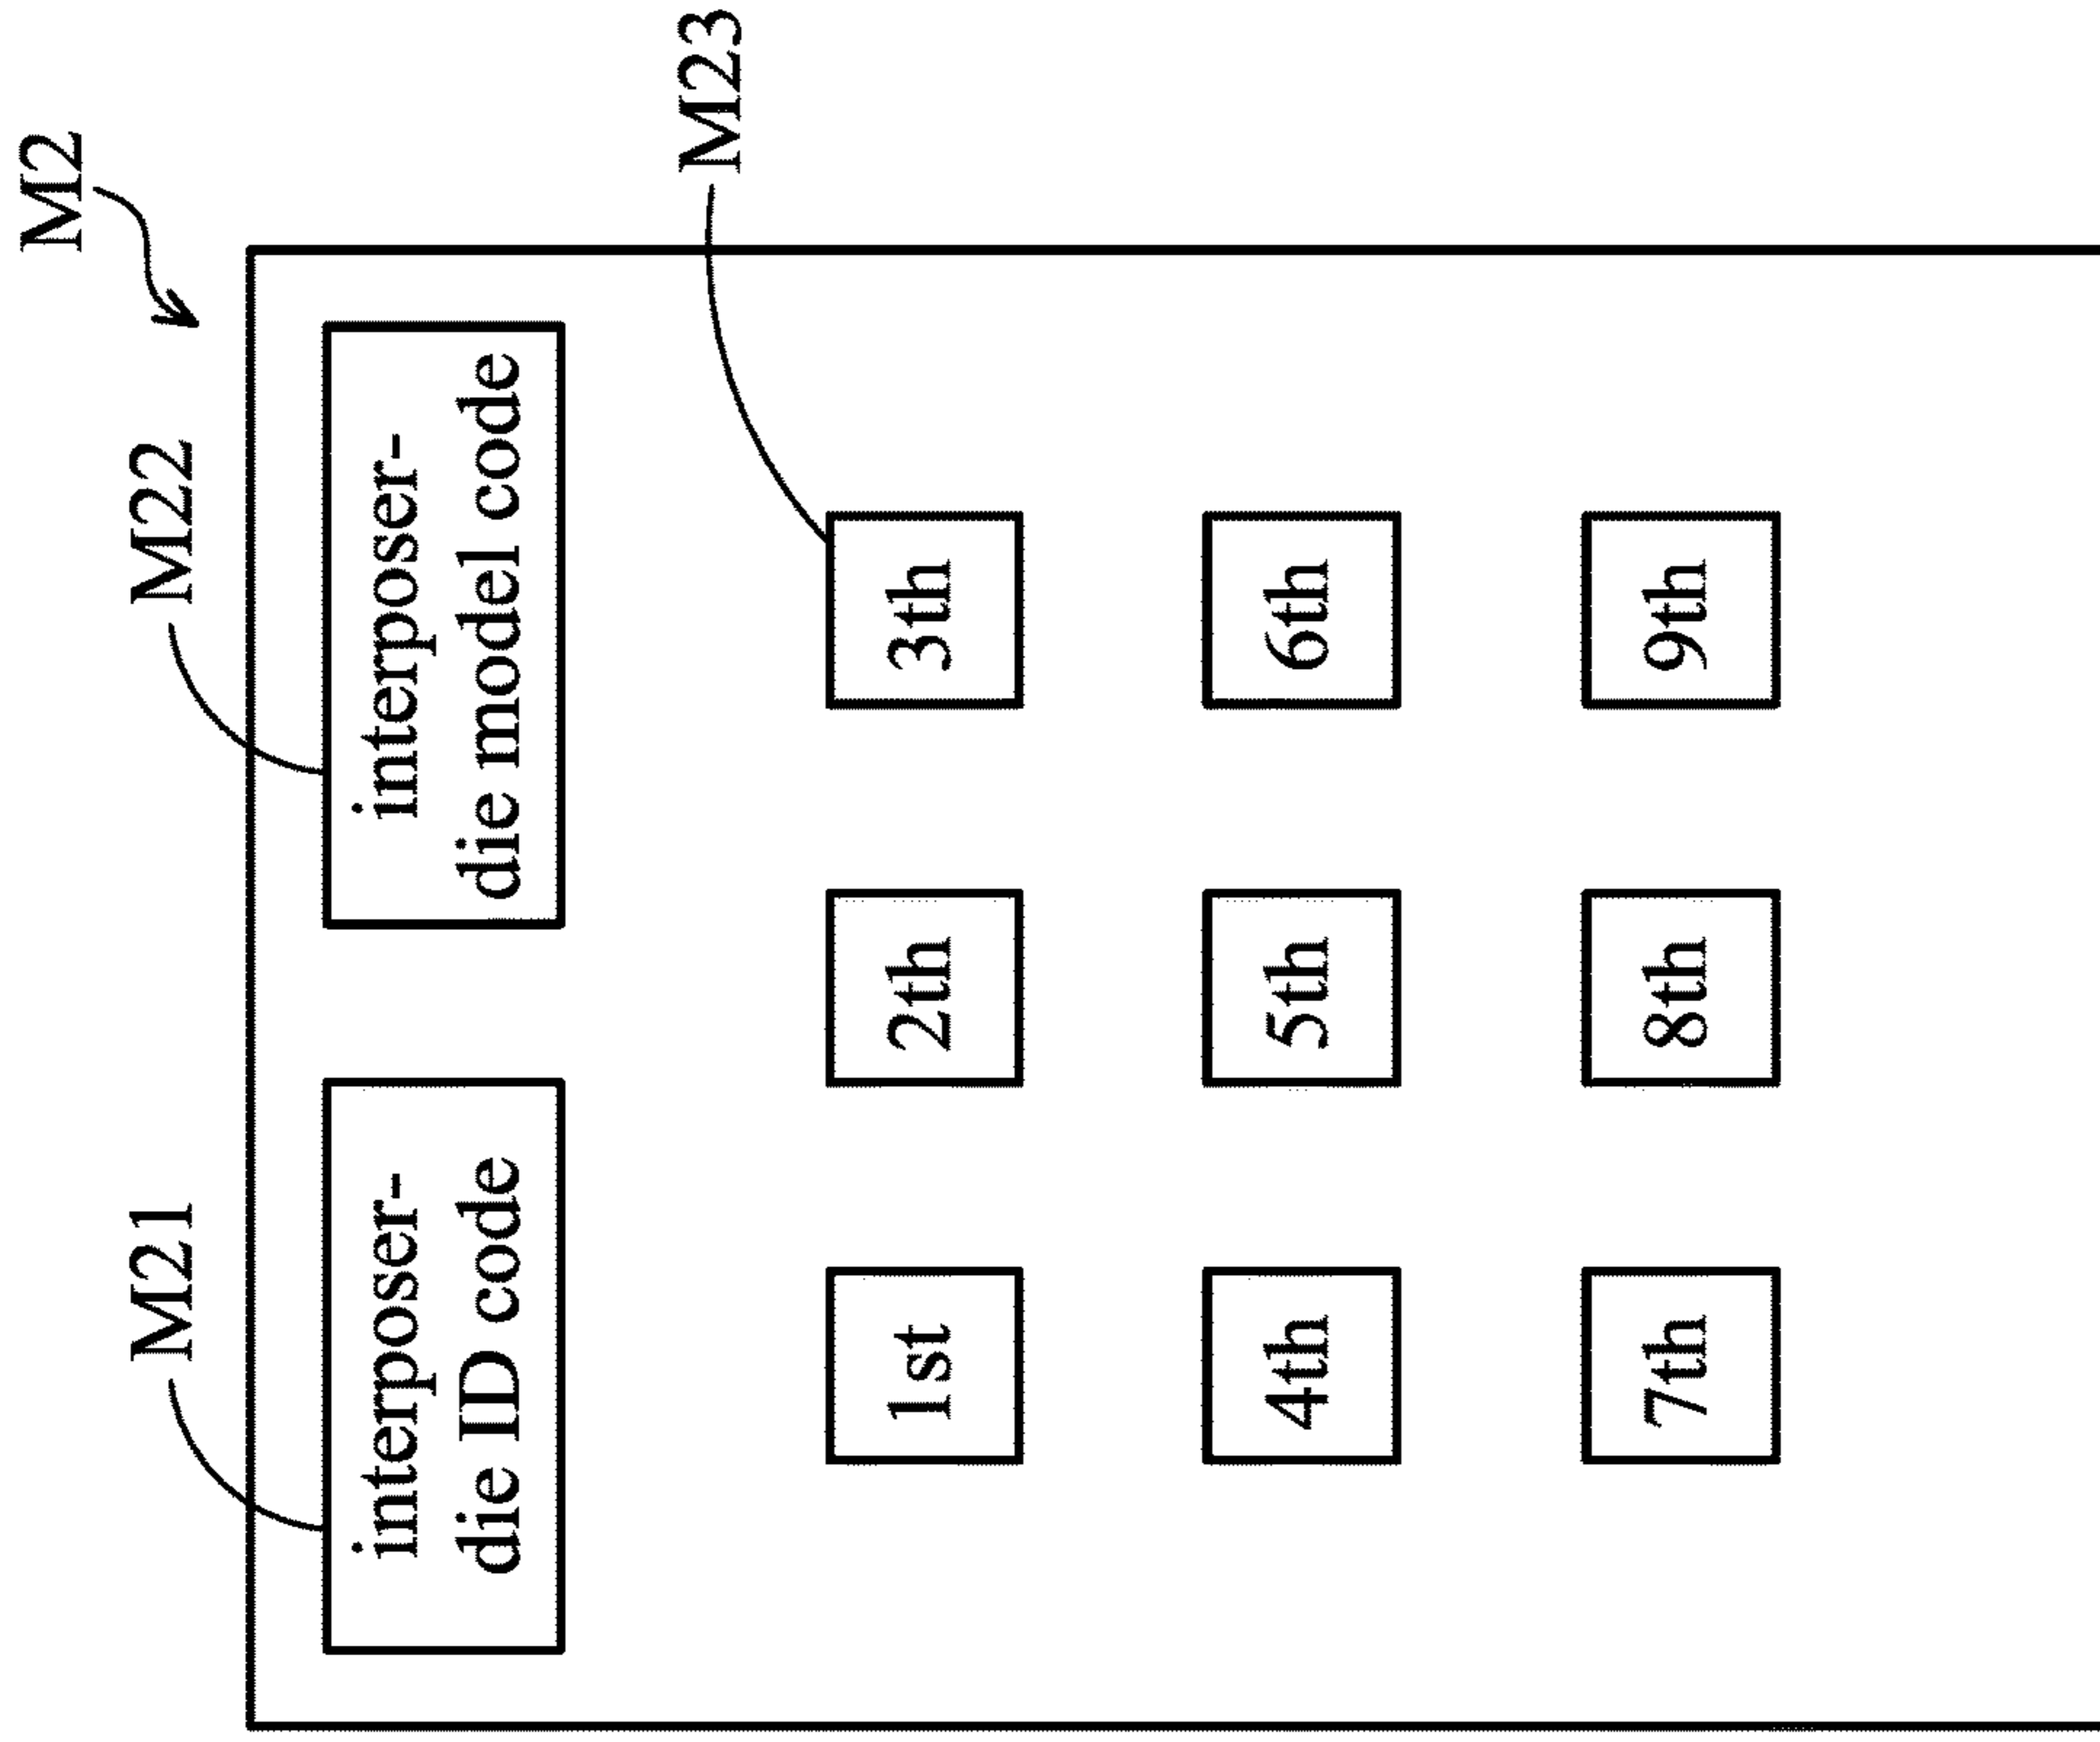 M2
M21
M22
interposer-
die ID code
interposer-
die model code
M23
1st
2th
3th
4th
5th
6th
7th
8th
9th